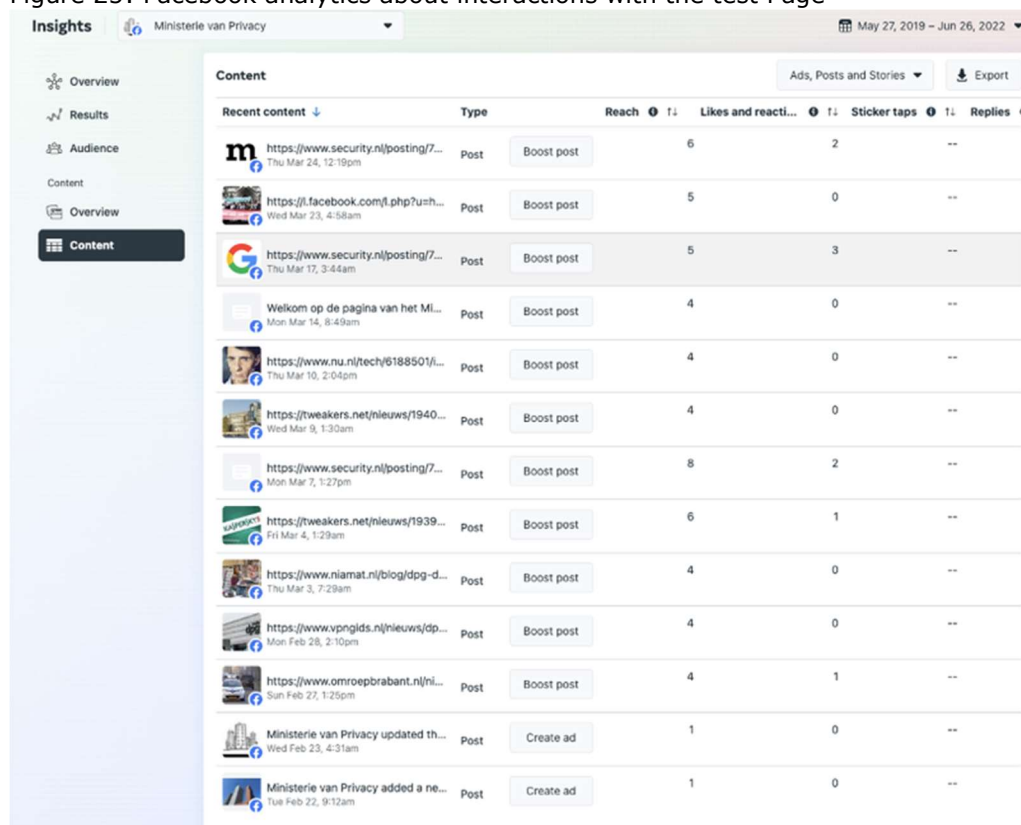 Figure 25: Facebook analytics about interactions with the test Page
Insights Ministerie van Privacy May 27, 2019 – Jun 26, 2022
Overview
Results
Audience
Content
Overview
Content
Content Ads, Posts and Stories Export
Recent content Type Reach Likes and reacti... Sticker taps Replies
m https://www.security.nl/posting/7... Post Boost post 6 2 --
Thu Mar 24, 12:19pm
https://l.facebook.com/l.php?u=h... Post Boost post 5 0 --
Wed Mar 23, 4:58am
https://www.security.nl/posting/7... Post Boost post 5 3 --
Thu Mar 17, 3:44am
Welkom op de pagina van het Mi... Post Boost post 4 0 --
Mon Mar 14, 8:49am
https://www.nu.nl/tech/6188501/i... Post Boost post 4 0 --
Thu Mar 10, 2:04pm
https://tweakers.net/nieuws/1940... Post Boost post 4 0 --
Wed Mar 9, 1:30am
https://www.security.nl/posting/7... Post Boost post 8 2 --
Mon Mar 7, 1:27pm
https://tweakers.net/nieuws/1939... Post Boost post 6 1 --
Fri Mar 4, 1:29am
https://www.niamat.nl/blog/dpg-d... Post Boost post 4 0 --
Thu Mar 3, 7:29am
https://www.vpngids.nl/nieuws/dp... Post Boost post 4 0 --
Mon Feb 28, 2:10pm
https://www.omroepbrabant.nl/ni... Post Boost post 4 1 --
Sun Feb 27, 1:25pm
Ministerie van Privacy updated th... Post Create ad 1 0 --
Wed Feb 23, 4:31am
Ministerie van Privacy added a ne... Post Create ad 1 0 --
Tue Feb 22, 9:12am